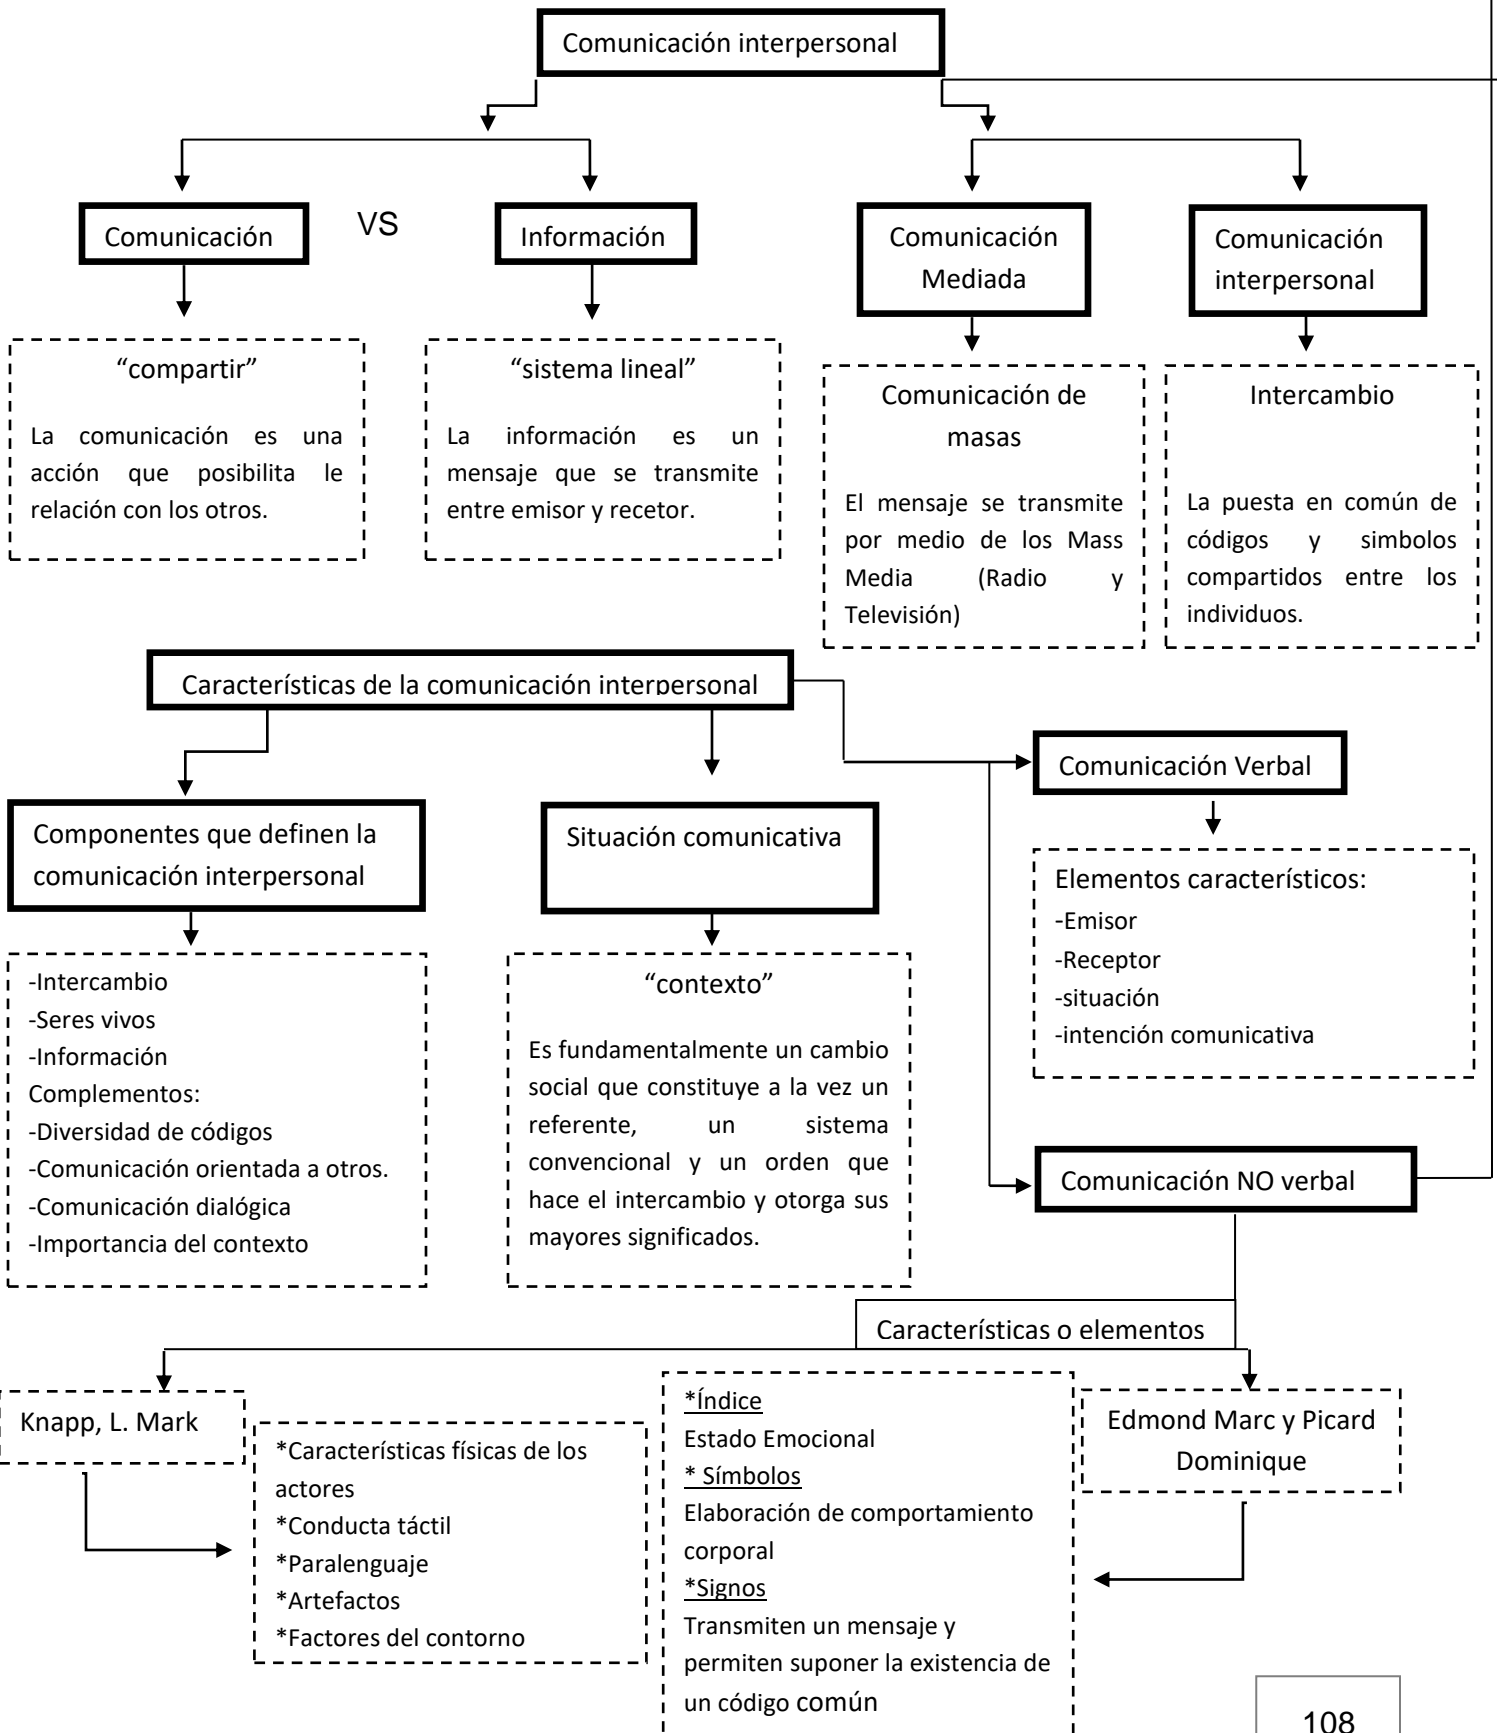 Comunicación interpersonal
Comunicación
VS
Información
Comunicación
Mediada
Comunicación
interpersonal
“compartir”
La comunicación es una
acción que posibilita le
relación con los otros.
“sistema lineal”
La información es un
mensaje que se transmite
entre emisor y recetor.
Comunicación de
masas
El mensaje se transmite
por medio de los Mass
Media (Radio y
Televisión)
Intercambio
La puesta en común de
códigos y simbolos
compartidos entre los
individuos.
Características de la comunicación interpersonal
Componentes que definen la
comunicación interpersonal
Situación comunicativa
Comunicación Verbal
-Intercambio
-Seres vivos
-Información
Complementos:
-Diversidad de códigos
-Comunicación orientada a otros.
-Comunicación dialógica
-Importancia del contexto
“contexto”
Es fundamentalmente un cambio
social que constituye a la vez un
referente, un sistema
convencional y un orden que
hace el intercambio y otorga sus
mayores significados.
Elementos característicos:
-Emisor
-Receptor
-situación
-intención comunicativa
Comunicación NO verbal
Características o elementos
Knapp, L. Mark
*Características físicas de los
actores
*Conducta táctil
*Paralenguaje
*Artefactos
*Factores del contorno
*Índice
Estado Emocional
* Símbolos
Elaboración de comportamiento
corporal
*Signos
Transmiten un mensaje y
permiten suponer la existencia de
un código común
Edmond Marc y Picard
Dominique
108